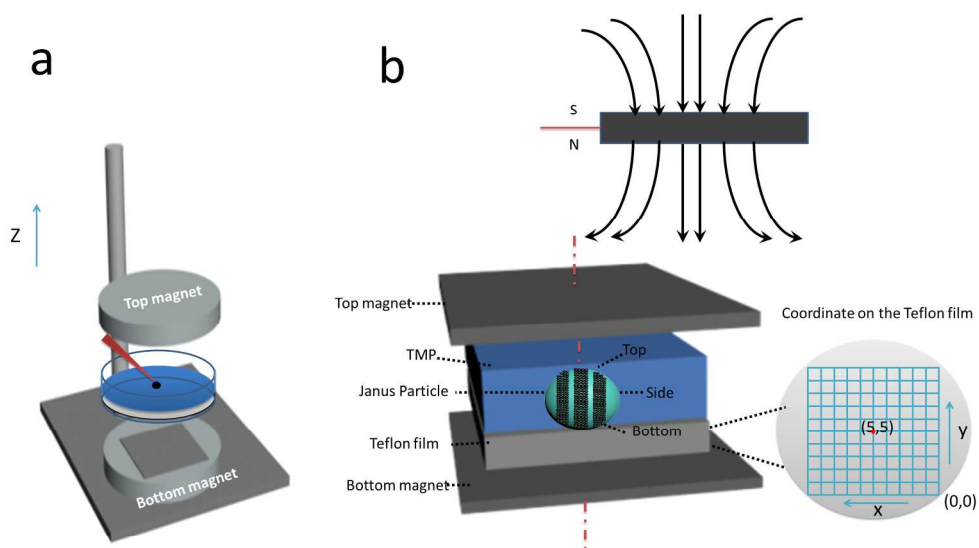 a
Z
Top magnet
Bottom magnet
b
S
N
Top magnet
TMP
Janus Particle
Teflon film
Bottom magnet
Top
Side
Bottom
Coordinate on the Teflon film
(5,5)
y
x
(0,0)